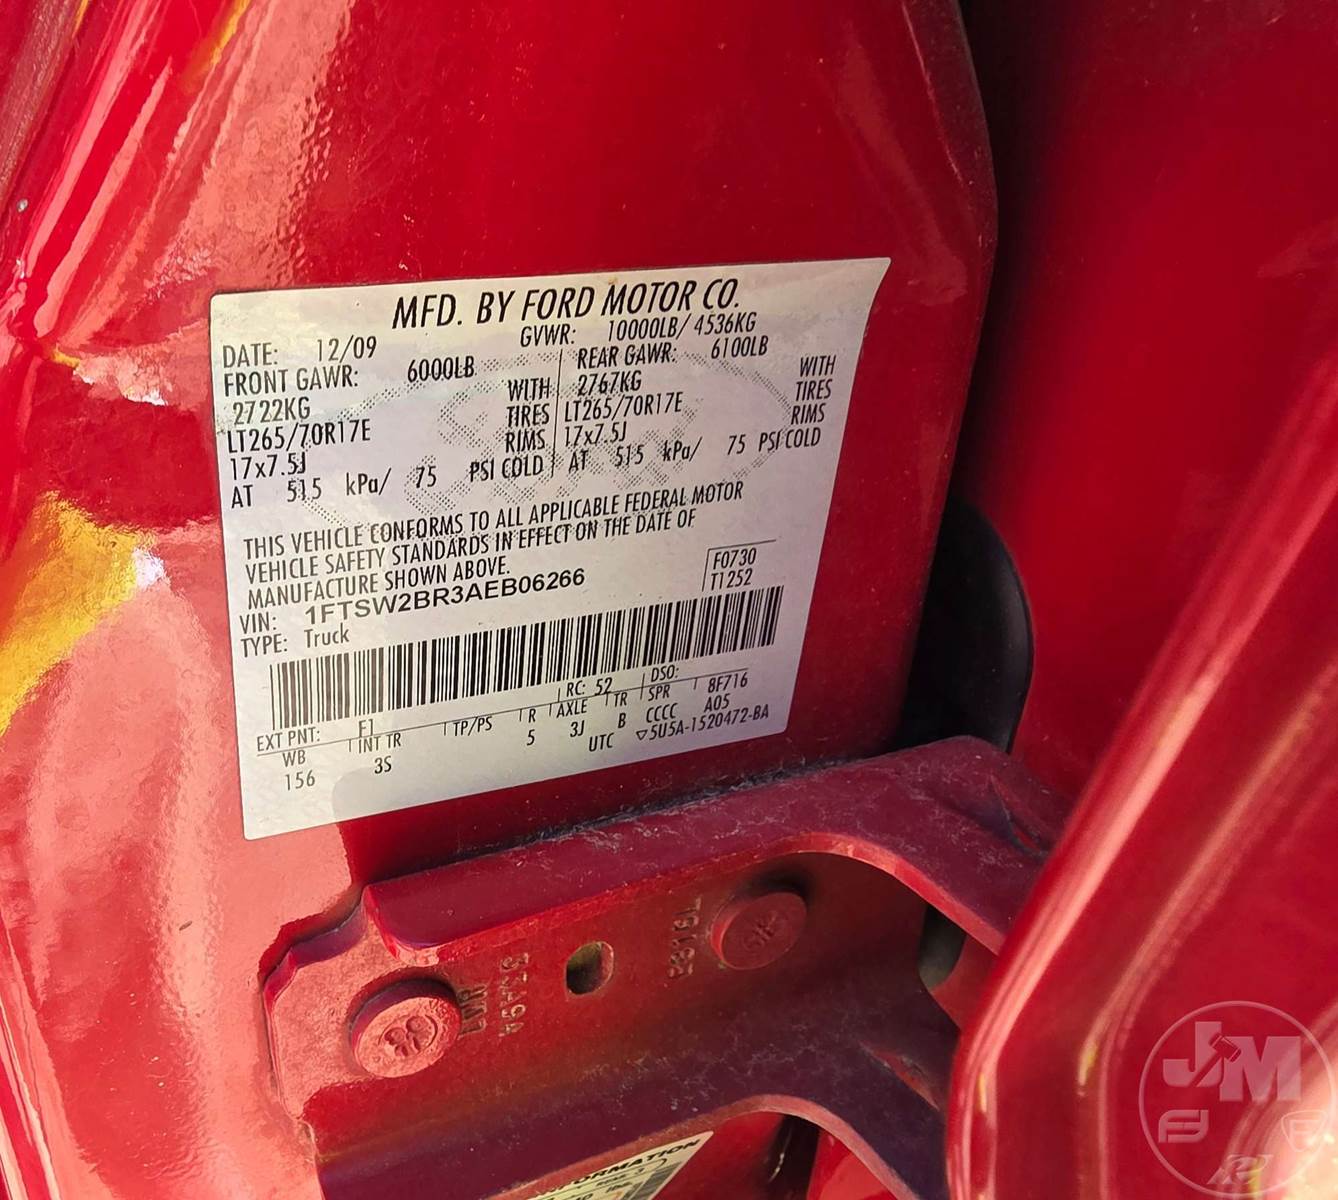 MFD. BY FORD MOTOR CO.
DATE: 12/09 GVWR: 10000LB/ 4536KG
FRONT GAWR: 6000LB REAR GAWR: 6100LB
2722KG WITH 2767KG WITH
LT265/70R17E TIRES LT265/70R17E TIRES
17x7.5J RIMS 17x7.5J RIMS
AT 515 kPa/ 75 PSI COLD AT 515 kPa/ 75 PSI COLD
THIS VEHICLE CONFORMS TO ALL APPLICABLE FEDERAL MOTOR
VEHICLE SAFETY STANDARDS IN EFFECT ON THE DATE OF
MANUFACTURE SHOWN ABOVE.
F0730
VIN: 1FTSW2BR3AEB06266 T1252
TYPE: Truck
EXT PNT: F1 RC: 52 DSO: 8F716
WB INT TR TP/PS R AXLE TR SPR A05
156 3S 5 3J B CCCC
UTC ▽5U5A-1520472-BA
JM